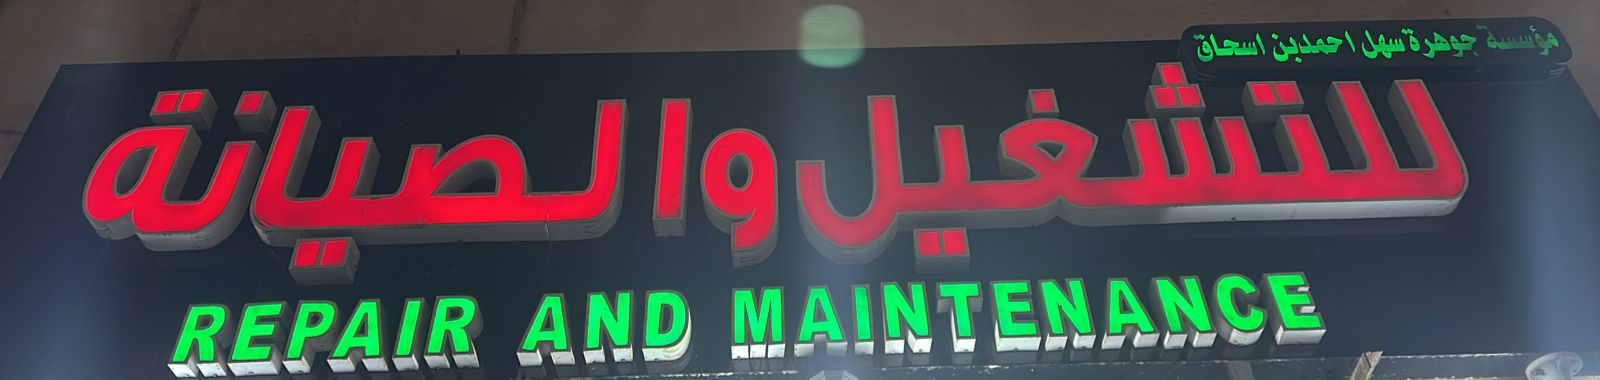 مؤسسة جوهرة سهل احمدبن اسحاق
للتشغيل والصيانة
REPAIR AND MAINTENANCE